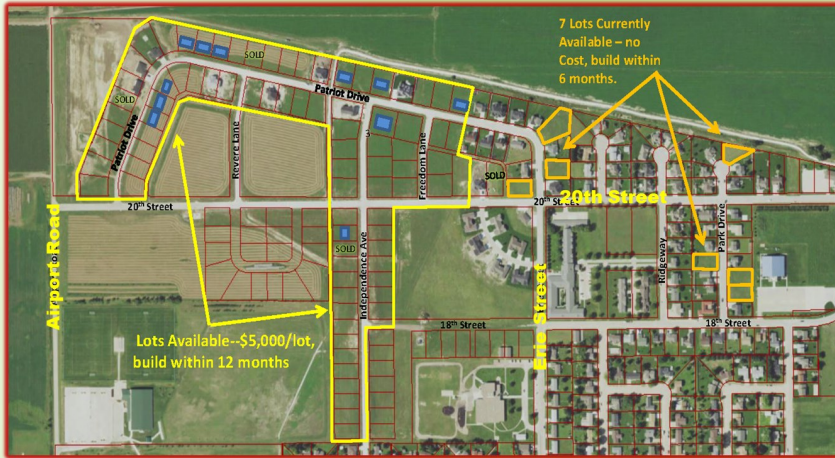 7 Lots Currently
Available – no
Cost, build within
6 months.
SOLD
SOLD
Patriot Drive
Patriot Drive
Revere Lane
3
Freedom Lane
SOLD
20th Street
20th Street
20th Street
Airport Road
SOLD
Independence Ave
Erie Street
Ridgeway
Park Drive
18th Street
18th Street
Lots Available--$5,000/lot,
build within 12 months